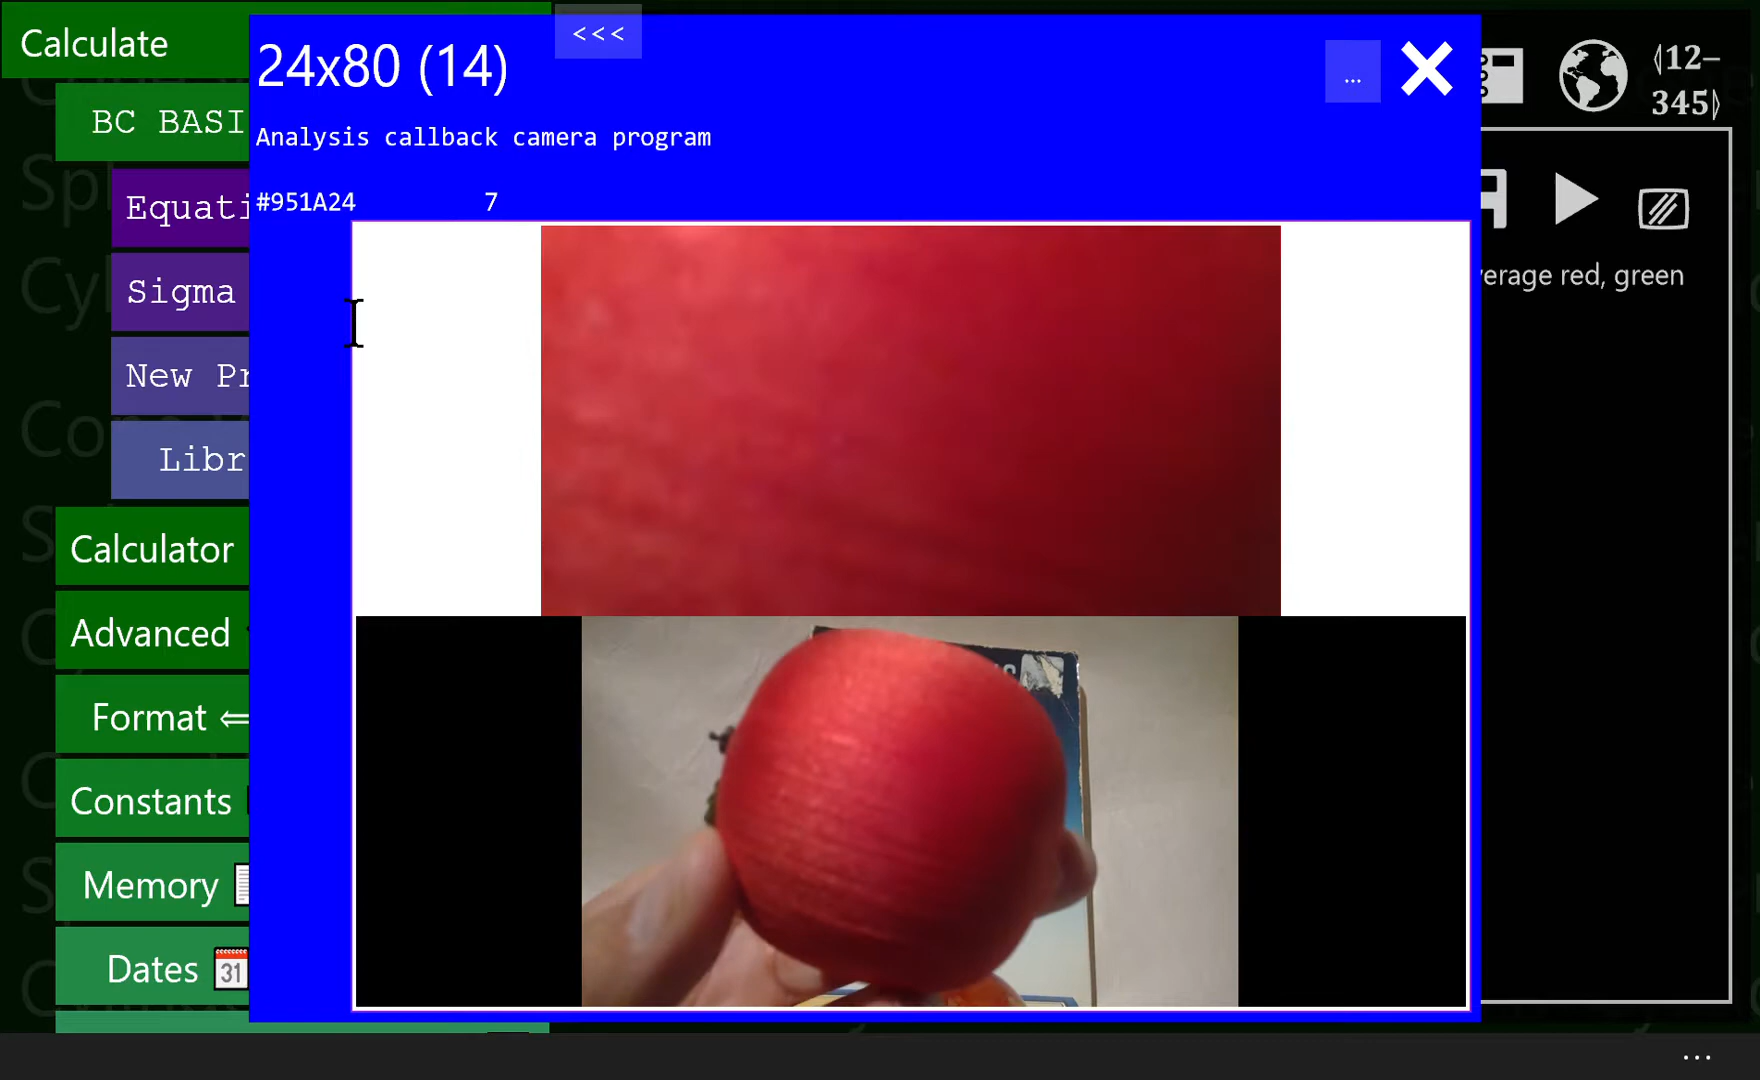 Calculate
<<<
24x80 (14)
...
⟨12–
345⟩
BC BASI
Analysis callback camera program
#951A24 7
Equati
Sigma
New Pr
Libr
verage red, green
Calculator
Advanced
Format ⇐
Constants
Memory
Dates 31
...